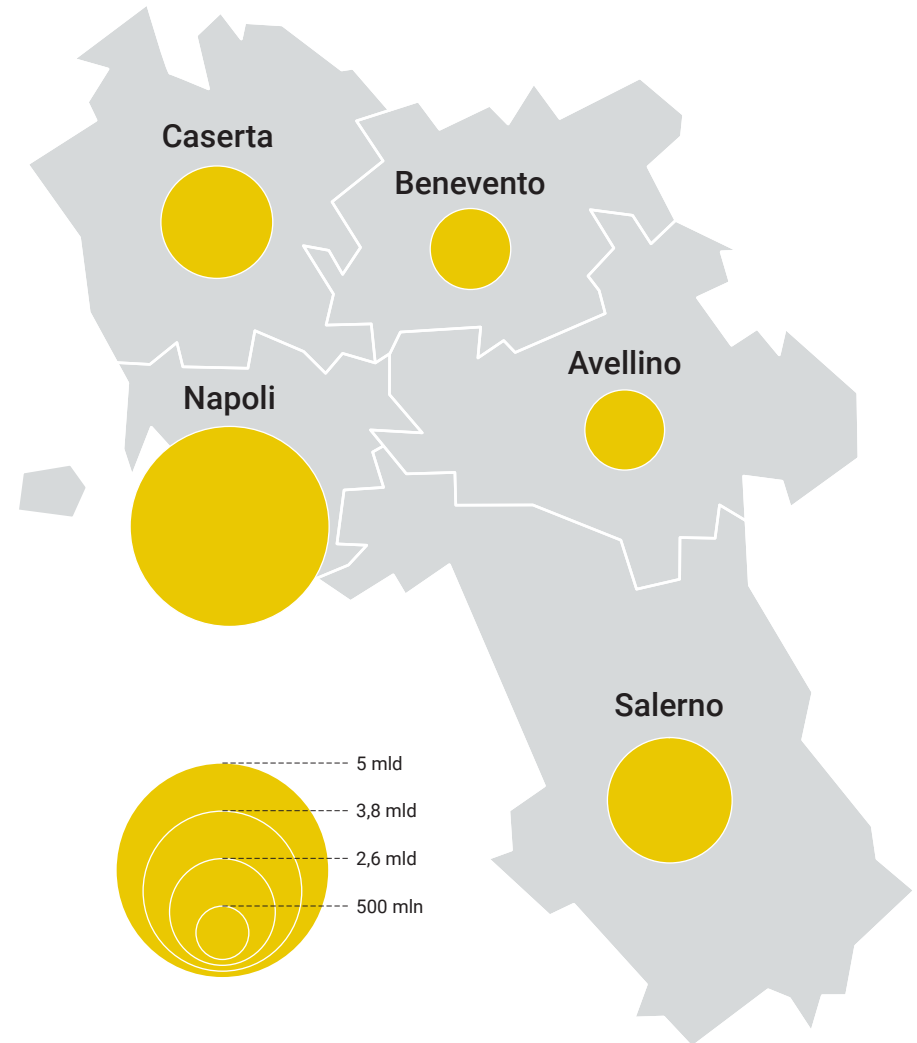 Caserta
Benevento
Avellino
Napoli
Salerno
5 mld
3,8 mld
2,6 mld
500 mln